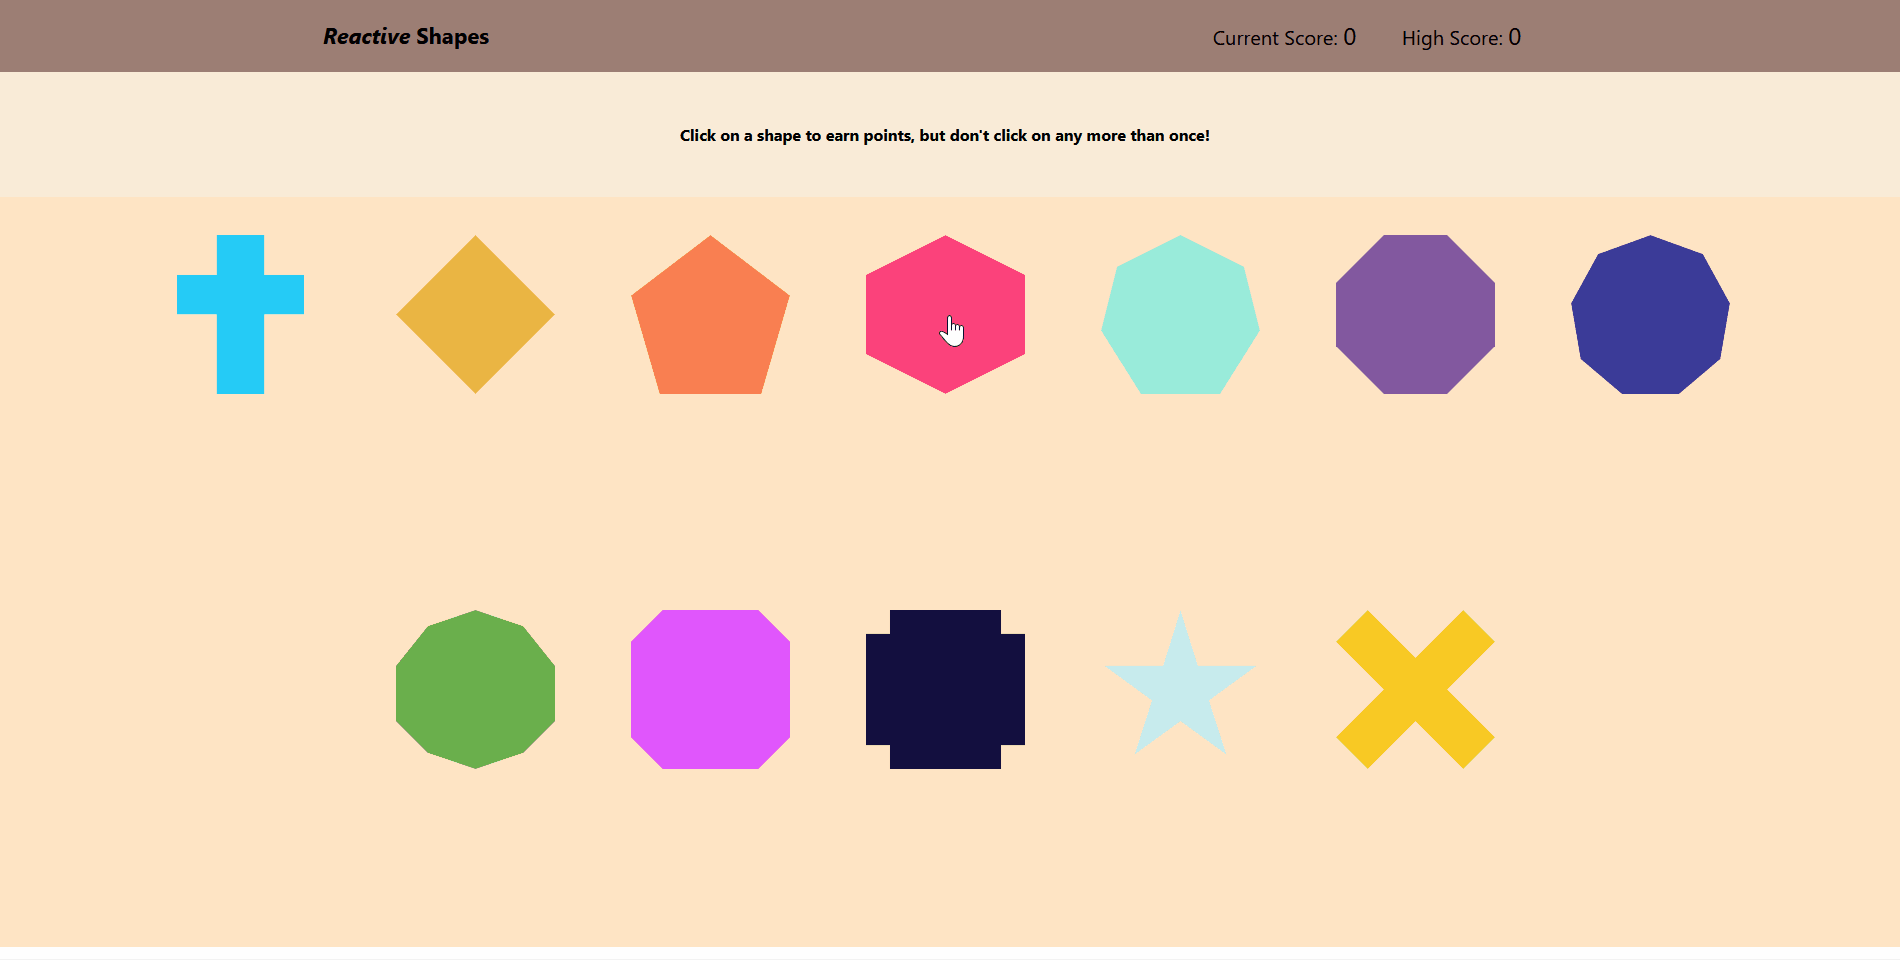 Reactive Shapes
Current Score: 0
High Score: 0
Click on a shape to earn points, but don't click on any more than once!